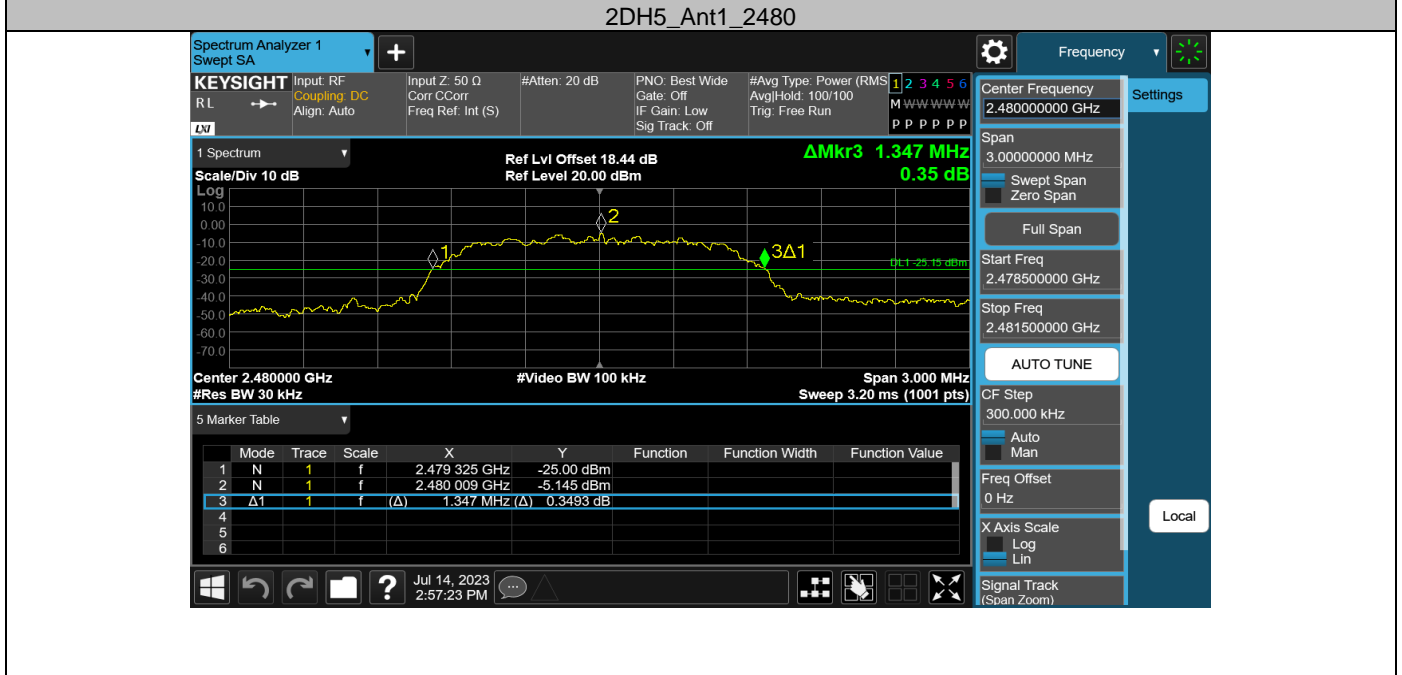 2DH5_Ant1_2480
Spectrum Analyzer 1
Swept SA
+
Frequency
KEYSIGHT
R L
LXI
Input: RF
Coupling: DC
Align: Auto
Input Z: 50 Ω
Corr CCorr
Freq Ref: Int (S)
#Atten: 20 dB
PNO: Best Wide
Gate: Off
IF Gain: Low
Sig Track: Off
#Avg Type: Power (RMS
Avg|Hold: 100/100
Trig: Free Run
1 2 3 4 5 6
M W W W W W
P P P P P P
1 Spectrum
Scale/Div 10 dB
Ref Lvl Offset 18.44 dB
Ref Level 20.00 dBm
ΔMkr3 1.347 MHz
0.35 dB
Log
10.0
0.00
-10.0
-20.0
-30.0
-40.0
-50.0
-60.0
-70.0
1
2
3Δ1
DL1 -25.15 dBm
Center 2.480000 GHz
#Video BW 100 kHz
Span 3.000 MHz
#Res BW 30 kHz
Sweep 3.20 ms (1001 pts)
5 Marker Table
Mode Trace Scale X Y Function Function Width Function Value
1 N 1 f 2.479 325 GHz -25.00 dBm
2 N 1 f 2.480 009 GHz -5.145 dBm
3 Δ1 1 f (Δ) 1.347 MHz (Δ) 0.3493 dB
4
5
6
?
Jul 14, 2023
2:57:23 PM
Center Frequency
2.480000000 GHz
Span
3.00000000 MHz
Swept Span
Zero Span
Full Span
Start Freq
2.478500000 GHz
Stop Freq
2.481500000 GHz
AUTO TUNE
CF Step
300.000 kHz
Auto
Man
Freq Offset
0 Hz
X Axis Scale
Log
Lin
Signal Track
(Span Zoom)
Settings
Local